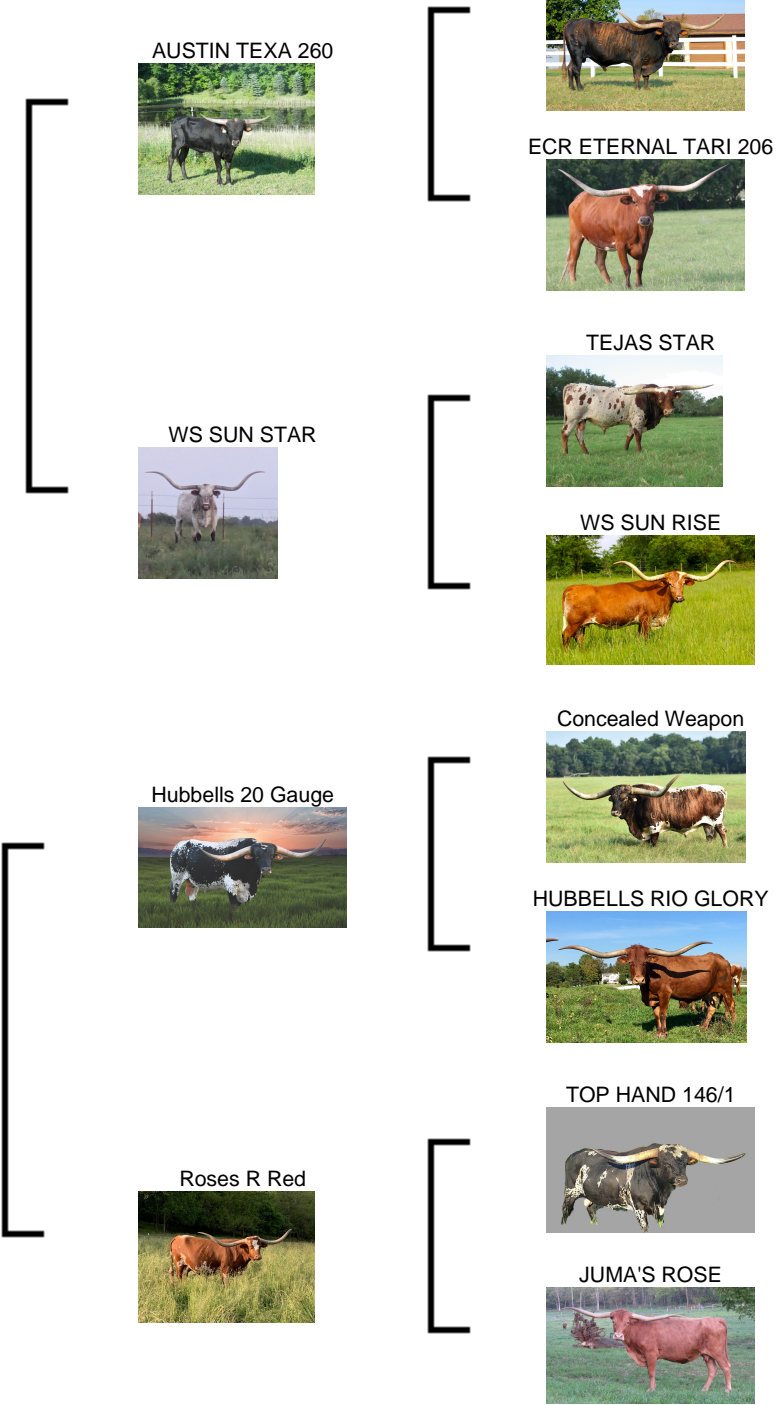 AUSTIN TEXA 260
ECR ETERNAL TARI 206
TEJAS STAR
WS SUN STAR
WS SUN RISE
Concealed Weapon
Hubbells 20 Gauge
HUBBELLS RIO GLORY
TOP HAND 146/1
Roses R Red
JUMA'S ROSE